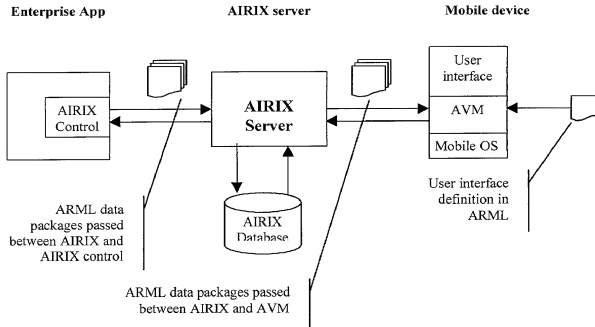 Enterprise App
AIRIX server
Mobile device
AIRIX
Control
AIRIX
Server
User
interface
AVM
Mobile OS
AIRIX
Database
ARML data
packages passed
between AIRIX and
AIRIX control
User interface
definition in
ARML
ARML data packages passed
between AIRIX and AVM